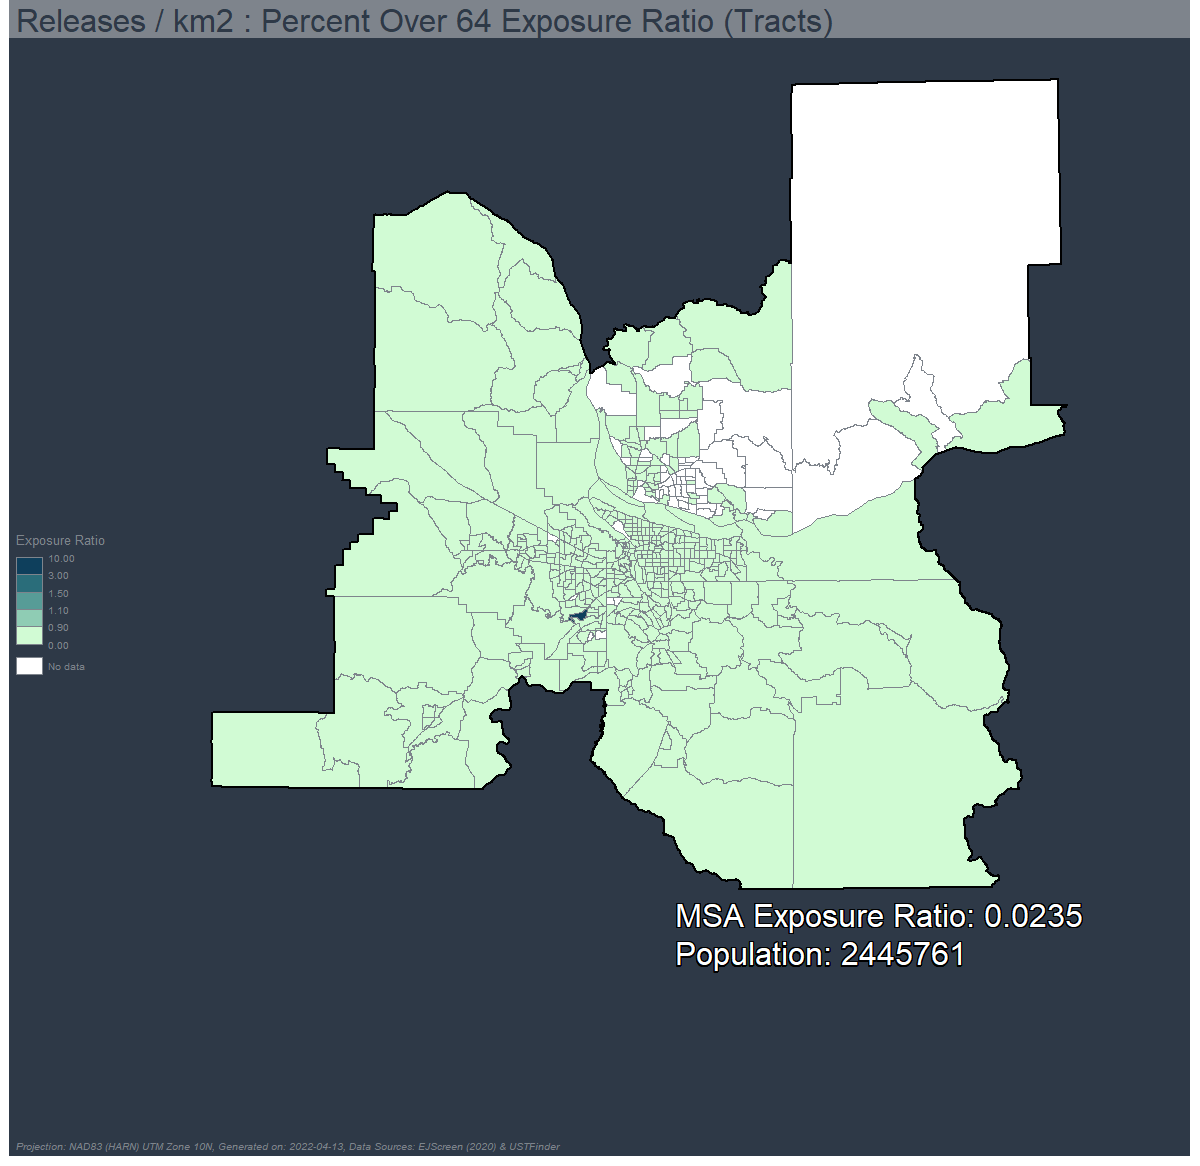 Releases / km2 : Percent Over 64 Exposure Ratio (Tracts)
Exposure Ratio
10.00
3.00
1.50
1.10
0.90
0.00
No data
MSA Exposure Ratio: 0.0235
Population: 2445761
Projection: NAD83 (HARN) UTM Zone 10N, Generated on: 2022-04-13, Data Sources: EJScreen (2020) & USTFinder